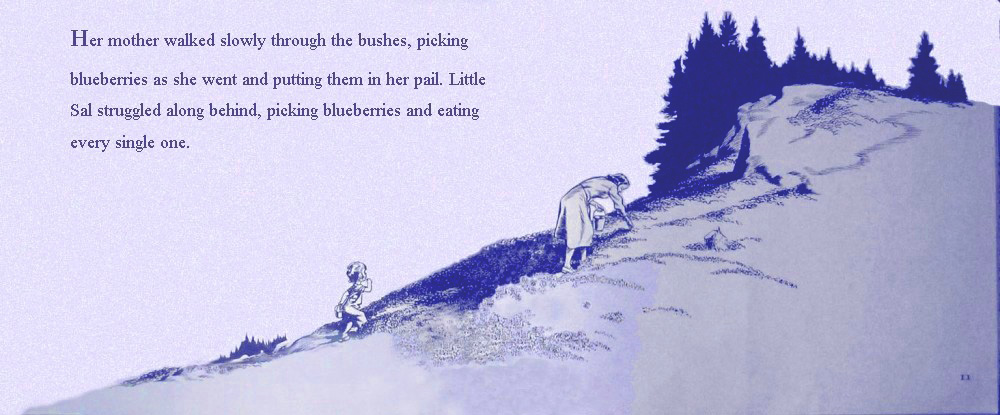 Her mother walked slowly through the bushes, picking
blueberries as she went and putting them in her pail. Little
Sal struggled along behind, picking blueberries and eating
every single one.
13